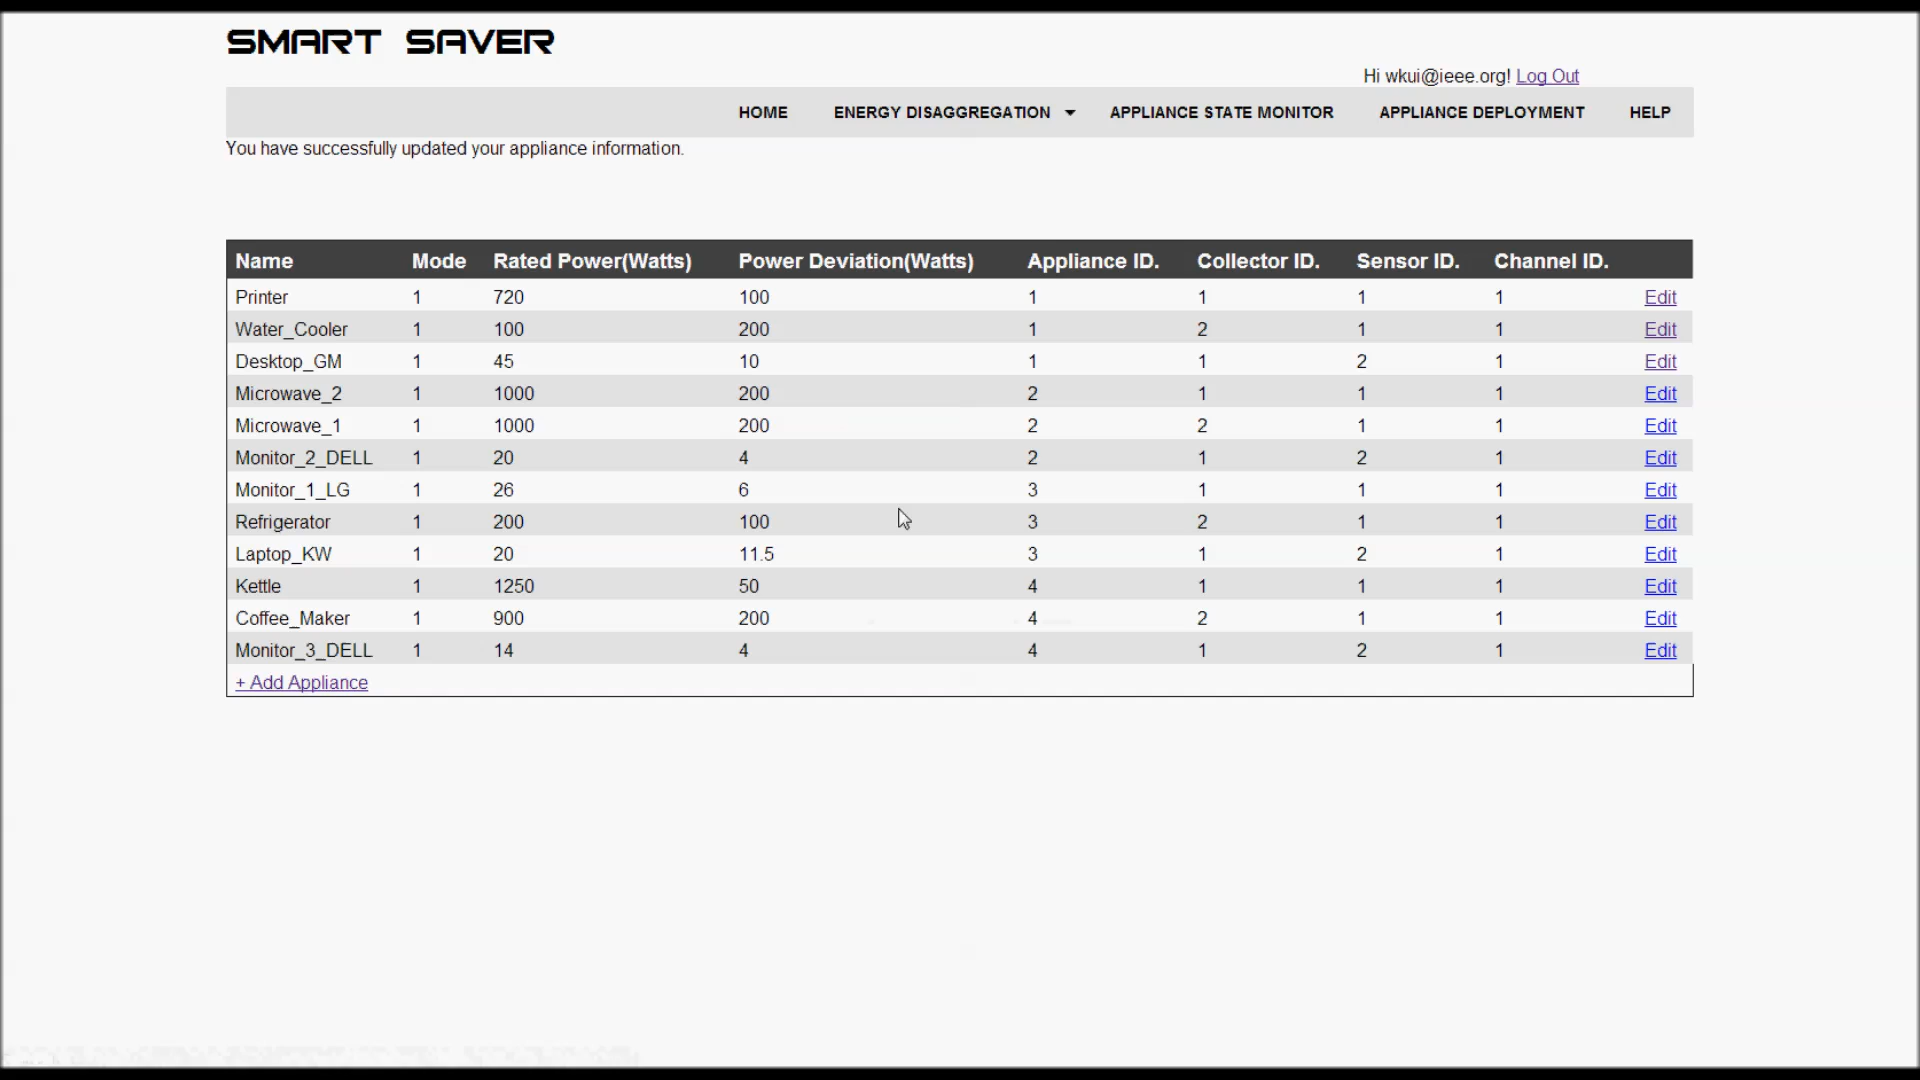 SMART SAVER
Hi wkui@ieee.org! Log Out
HOME ENERGY DISAGGREGATION APPLIANCE STATE MONITOR APPLIANCE DEPLOYMENT HELP
You have successfully updated your appliance information.
Name Mode Rated Power(Watts) Power Deviation(Watts) Appliance ID. Collector ID. Sensor ID. Channel ID.
Printer 1 720 100 1 1 1 1 Edit
Water_Cooler 1 100 200 1 2 1 1 Edit
Desktop_GM 1 45 10 1 1 2 1 Edit
Microwave_2 1 1000 200 2 1 1 1 Edit
Microwave_1 1 1000 200 2 2 1 1 Edit
Monitor_2_DELL 1 20 4 2 1 2 1 Edit
Monitor_1_LG 1 26 6 3 1 1 1 Edit
Refrigerator 1 200 100 3 2 1 1 Edit
Laptop_KW 1 20 11.5 3 1 2 1 Edit
Kettle 1 1250 50 4 1 1 1 Edit
Coffee_Maker 1 900 200 4 2 1 1 Edit
Monitor_3_DELL 1 14 4 4 1 2 1 Edit
+ Add Appliance